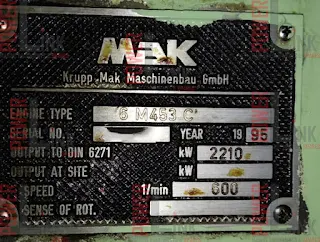 MaK
Krupp Mak Maschinenbau GmbH
ENGINE TYPE 6 M453 C
SERIAL NO. YEAR 19 95
OUTPUT TO DIN 6271 kW 2210
OUTPUT AT SITE kW
SPEED 1/min 600
SENSE OF ROT.